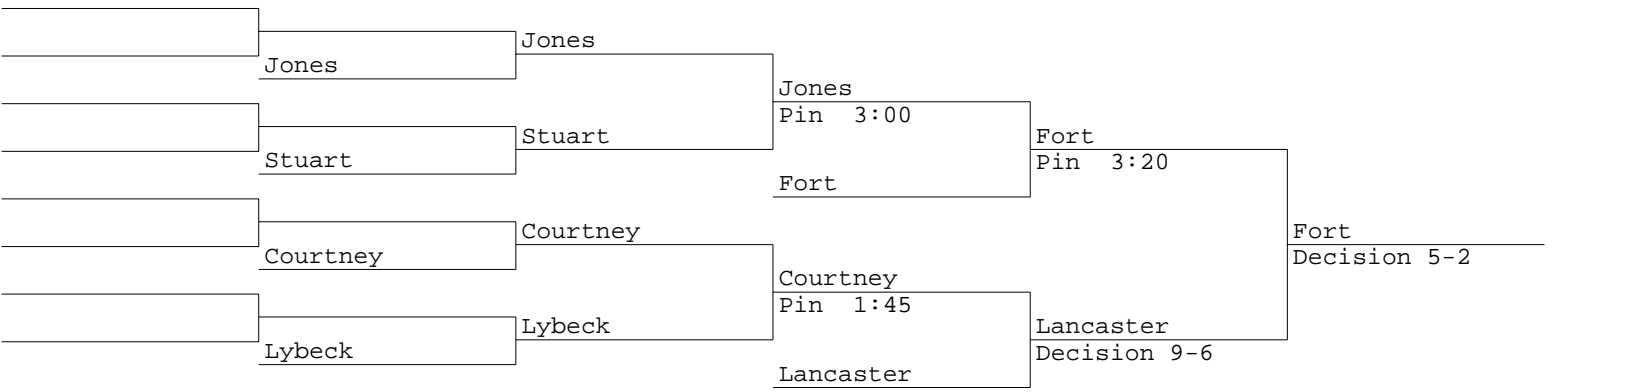 Jones
Jones
Jones
Pin 3:00
Stuart
Fort
Stuart
Pin 3:20
Fort
Courtney
Fort
Courtney
Decision 5-2
Courtney
Pin 1:45
Lybeck
Lancaster
Lybeck
Decision 9-6
Lancaster